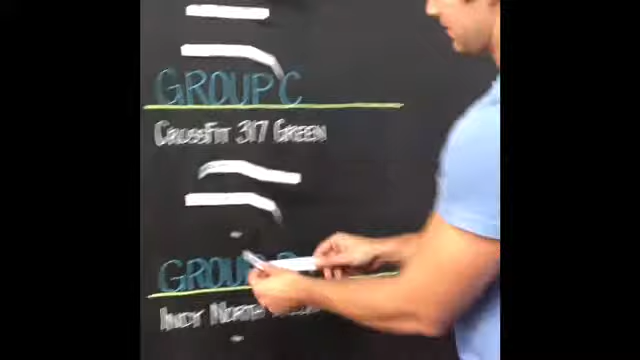 GROUP C
CROSSFIT 317 GREEN
GROUP
INDY NORTH